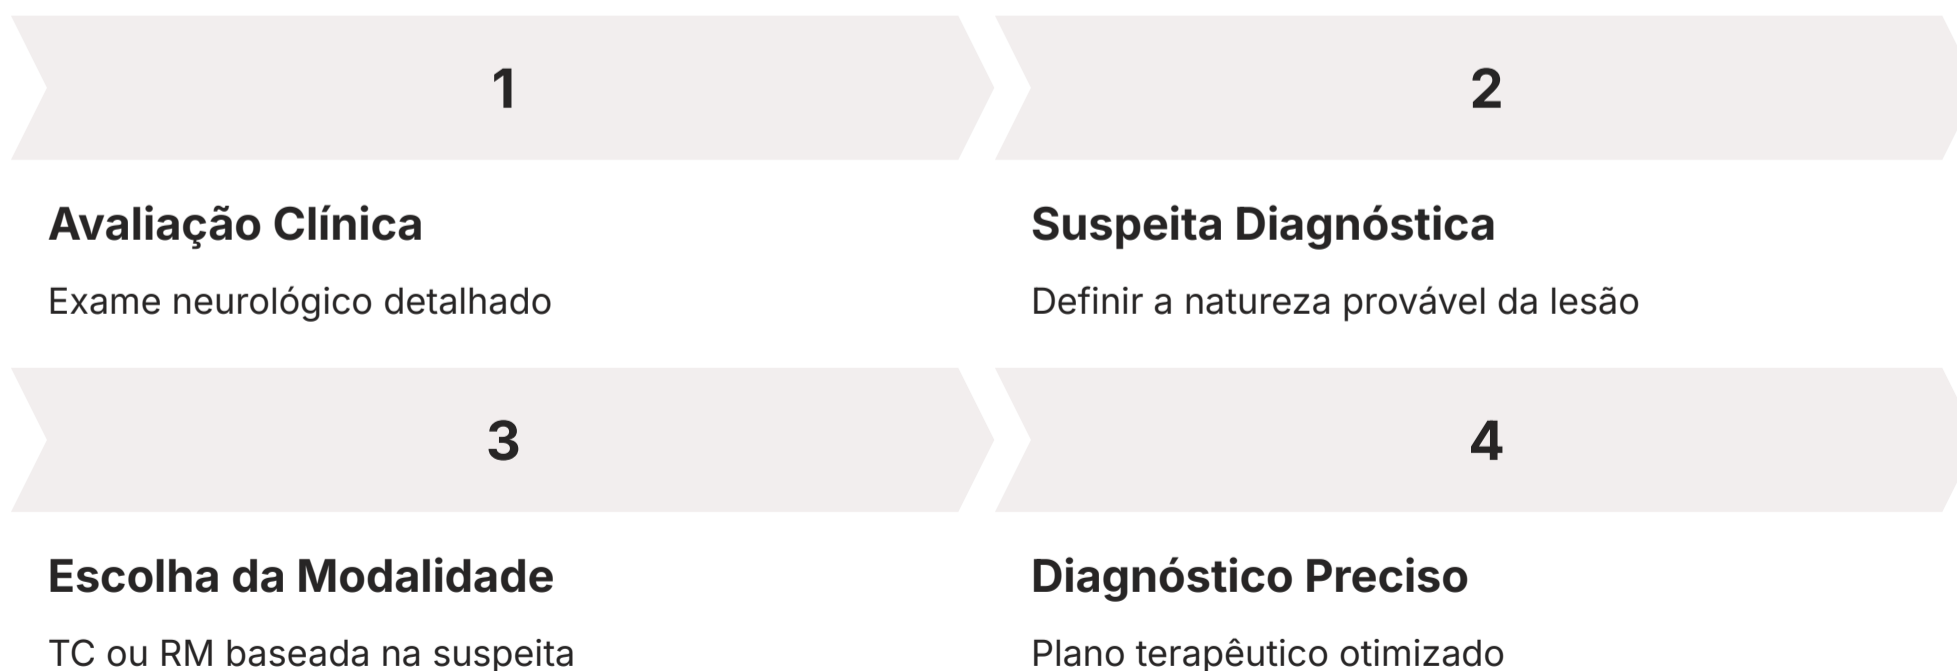 1
Avaliação Clínica
Exame neurológico detalhado
2
Suspeita Diagnóstica
Definir a natureza provável da lesão
3
Escolha da Modalidade
TC ou RM baseada na suspeita
4
Diagnóstico Preciso
Plano terapêutico otimizado